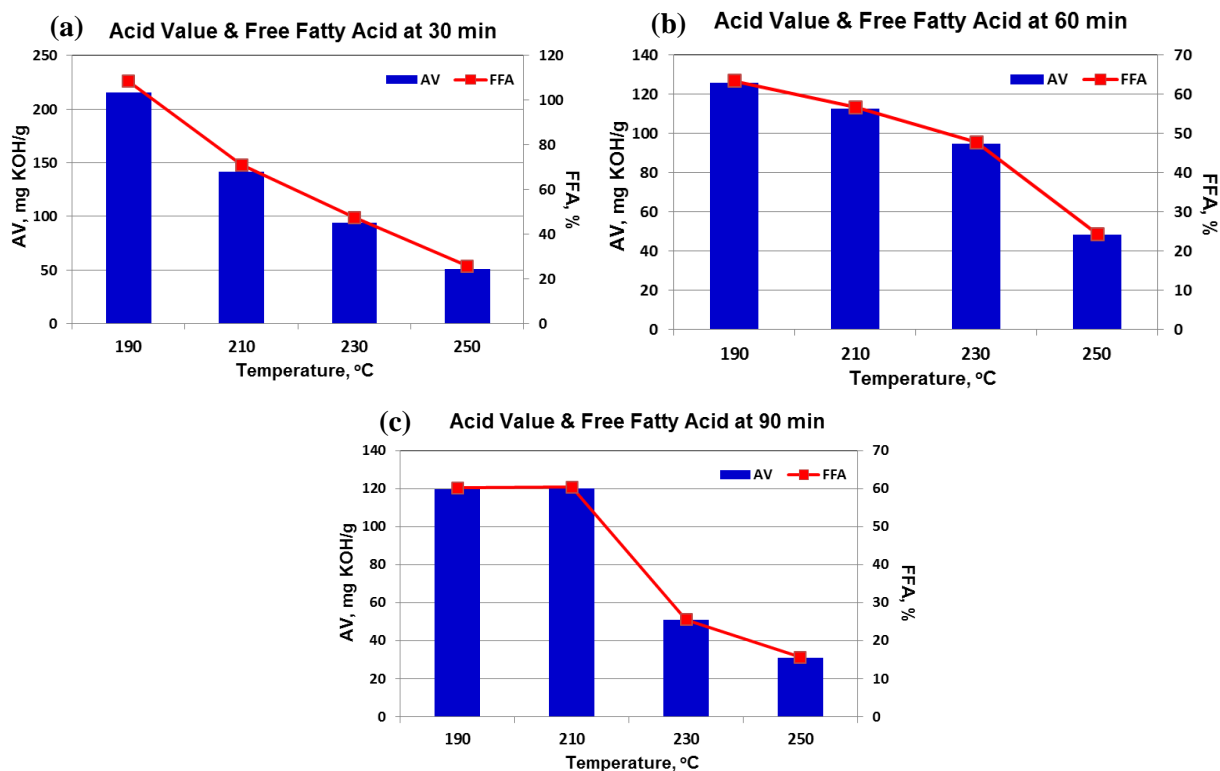 (a)
Acid Value & Free Fatty Acid at 30 min
AV FFA
250
200
150
100
50
0
AV, mg KOH/g
120
100
80
60
40
20
0
FFA, %
190 210 230 250
Temperature, °C
(b)
Acid Value & Free Fatty Acid at 60 min
AV FFA
140
120
100
80
60
40
20
0
AV, mg KOH/g
70
60
50
40
30
20
10
0
FFA, %
190 210 230 250
Temperature, °C
(c)
Acid Value & Free Fatty Acid at 90 min
AV FFA
140
120
100
80
60
40
20
0
AV, mg KOH/g
70
60
50
40
30
20
10
0
FFA, %
190 210 230 250
Temperature, °C